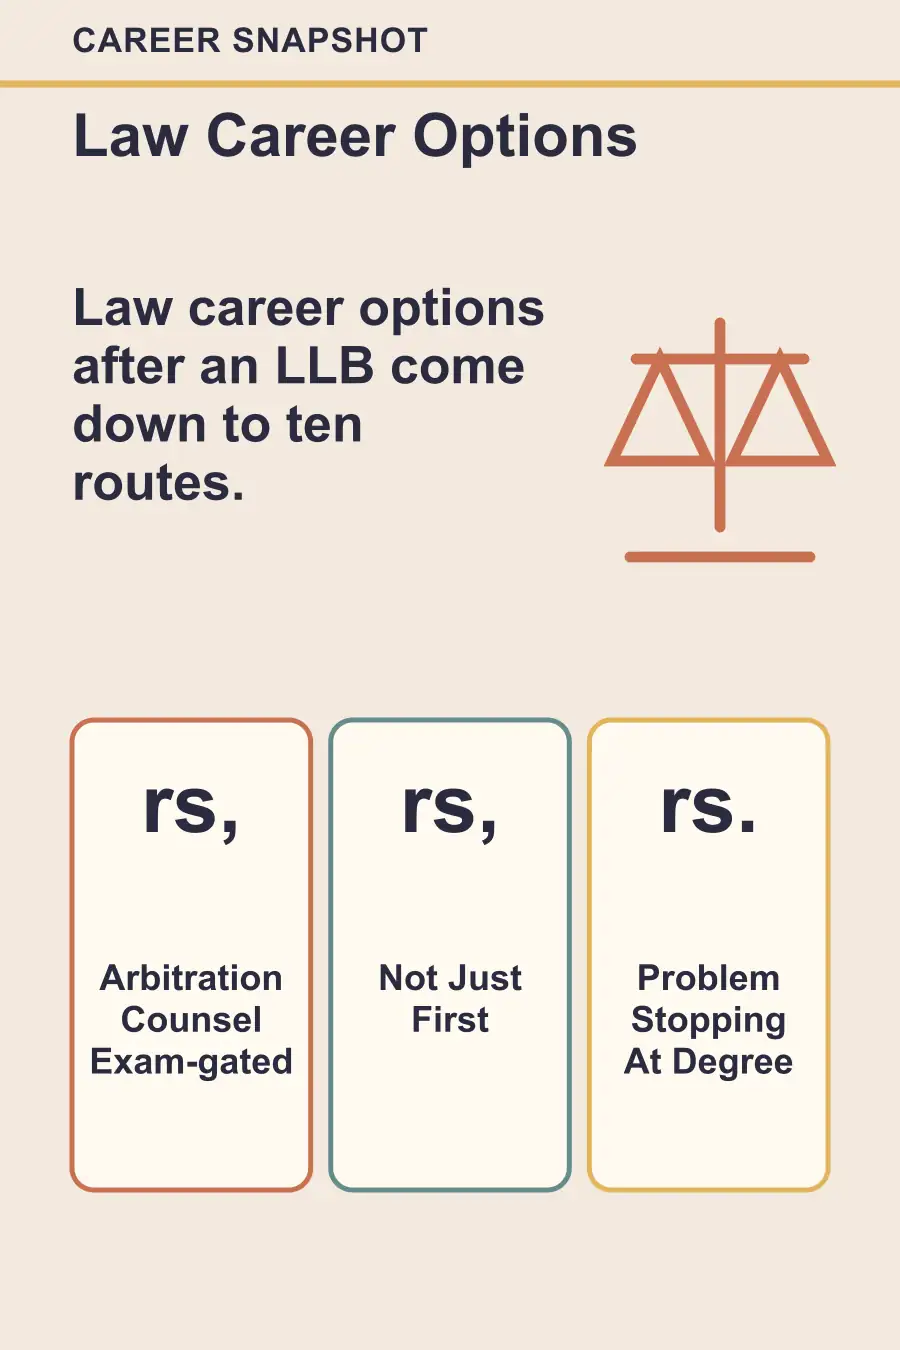 CAREER SNAPSHOT
Law Career Options
Law career options
after an LLB come
down to ten
routes.
rs,
Arbitration
Counsel
Exam-gated
rs,
Not Just
First
rs.
Problem
Stopping
At Degree